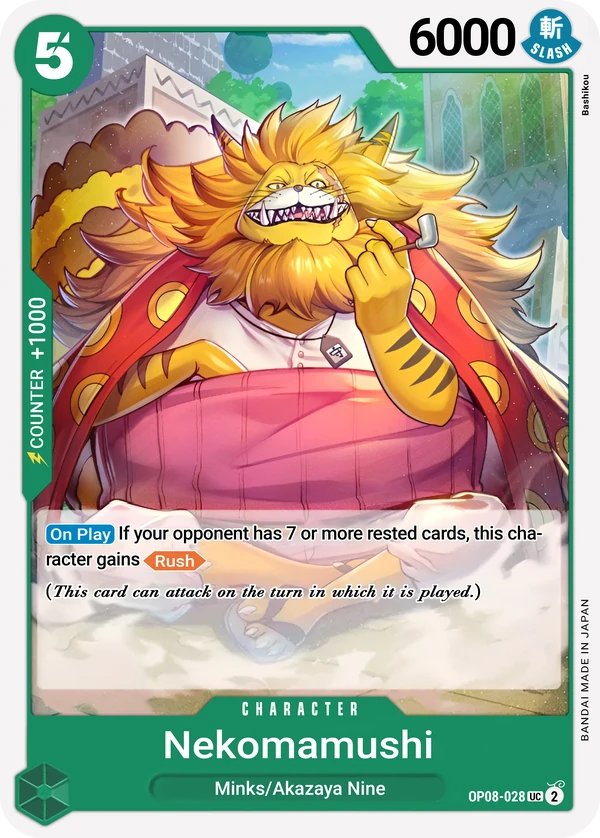 5
6000
斬
SLASH
Bashikou
COUNTER +1000
On Play If your opponent has 7 or more rested cards, this cha-
racter gains Rush
(This card can attack on the turn in which it is played.)
BANDAI MADE IN JAPAN
CHARACTER
Nekomamushi
Minks/Akazaya Nine
OP08-028 UC 2